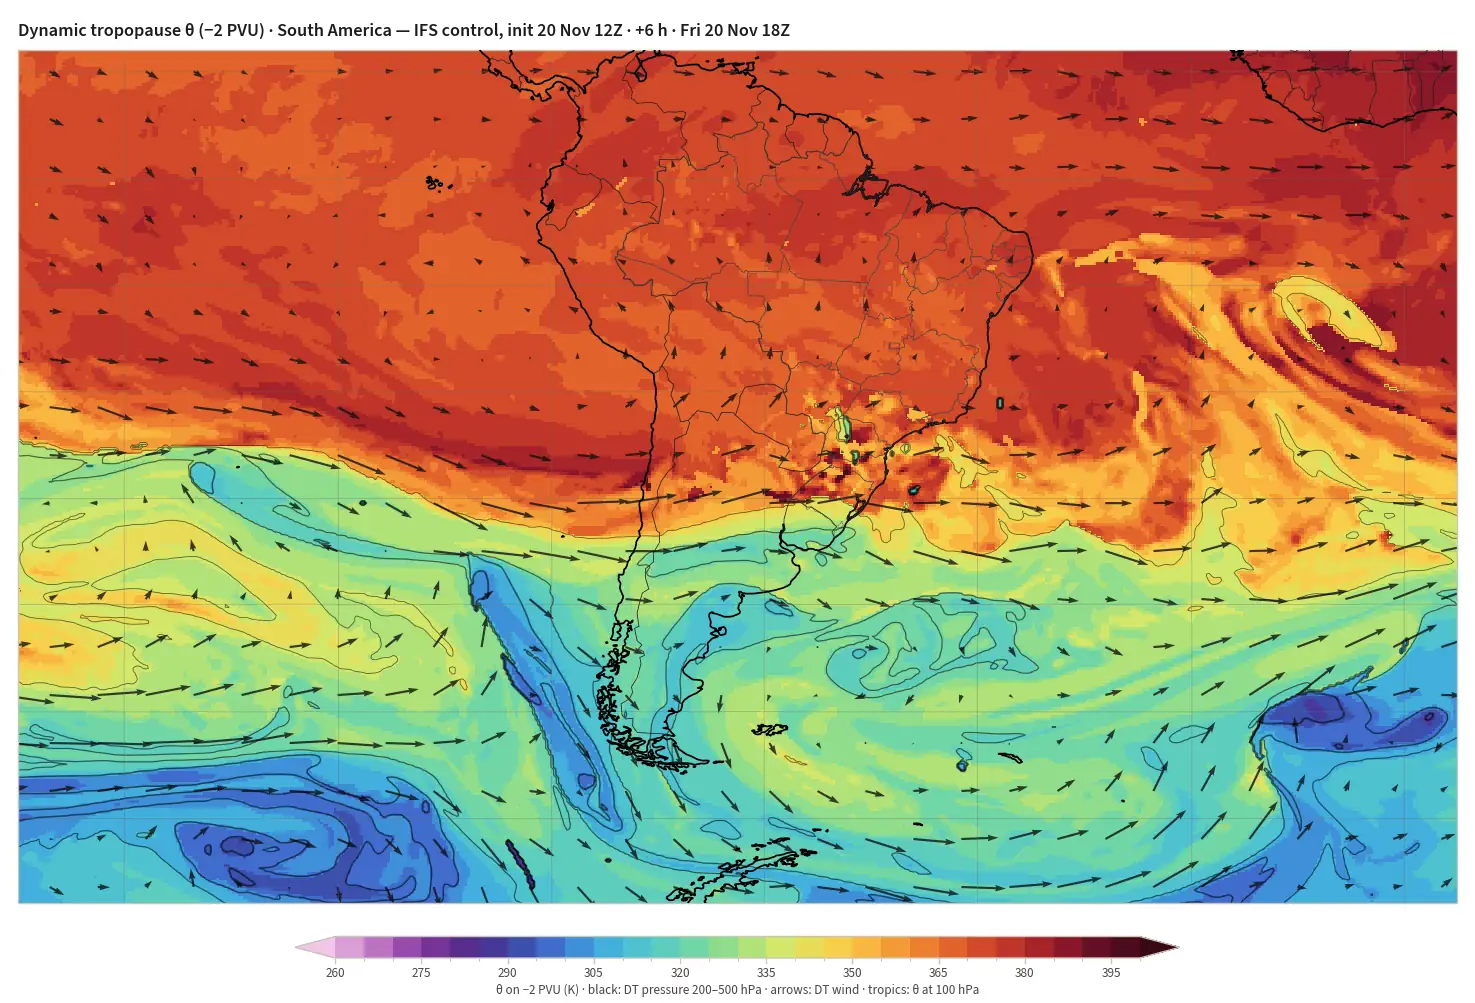 Dynamic tropopause θ (−2 PVU) · South America — IFS control, init 20 Nov 12Z · +6 h · Fri 20 Nov 18Z
260 275 290 305 320 335 350 365 380 395
θ on −2 PVU (K) · black: DT pressure 200–500 hPa · arrows: DT wind · tropics: θ at 100 hPa